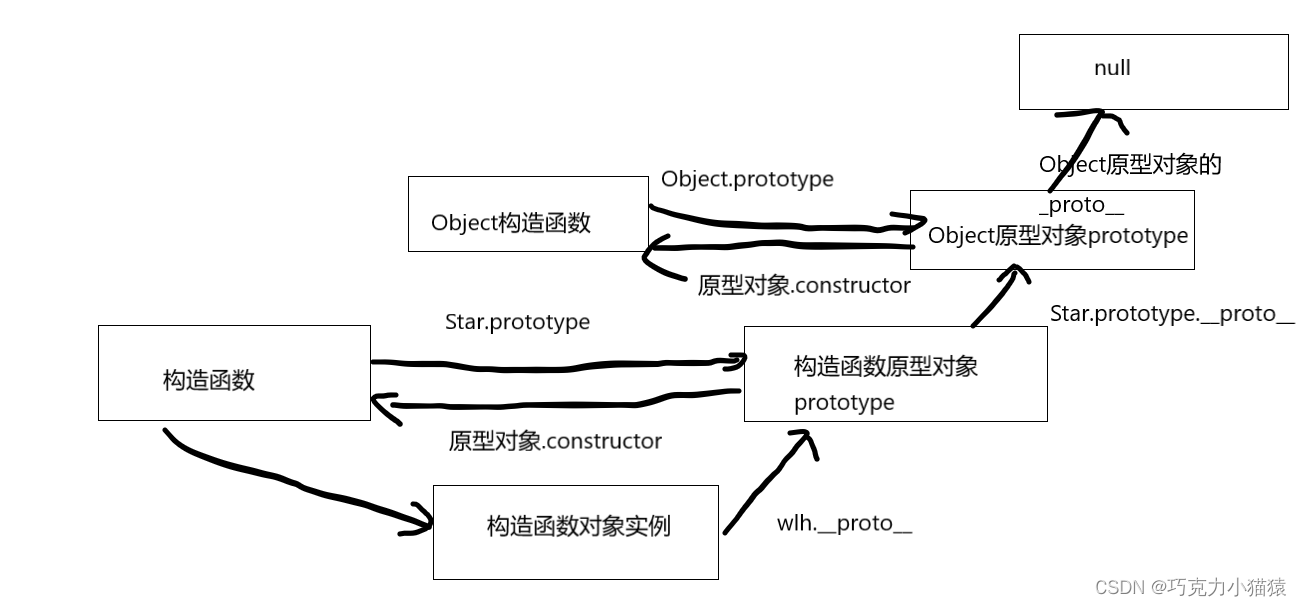 null
Object原型对象的
_proto__
Object.prototype
Object构造函数
Object原型对象prototype
原型对象.constructor
Star.prototype.__proto__
Star.prototype
构造函数
构造函数原型对象
prototype
原型对象.constructor
构造函数对象实例
wlh.__proto__
CSDN @巧克力小猫猿